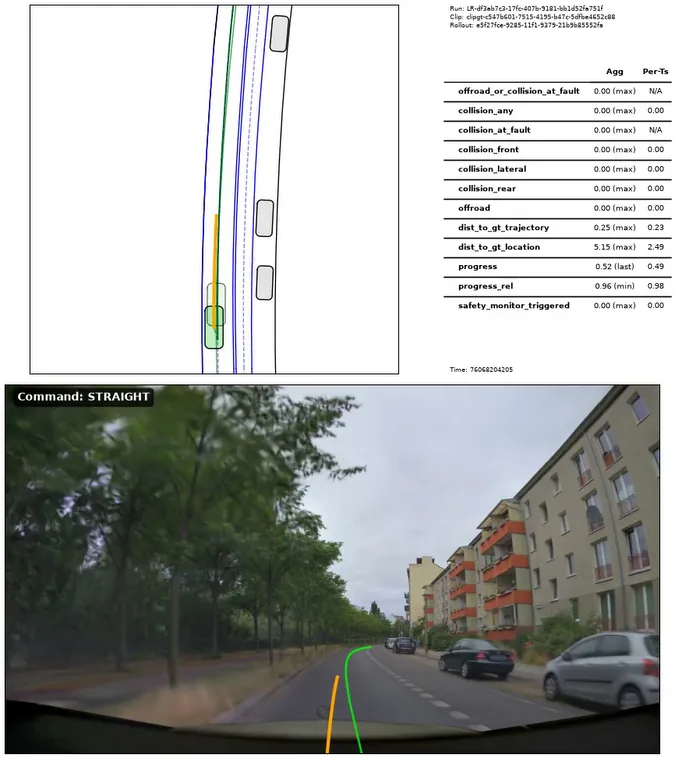 Run: LR-df3ab7c3-17fc-407b-9181-bb1d52fa751f
Clip: clipgt-c547b601-7515-4195-b47c-5dfbe4652c88
Rollout: e5f27fce-9285-11f1-9379-21b9b85552fa
Agg Per-Ts
offroad_or_collision_at_fault 0.00 (max) N/A
collision_any 0.00 (max) 0.00
collision_at_fault 0.00 (max) N/A
collision_front 0.00 (max) 0.00
collision_lateral 0.00 (max) 0.00
collision_rear 0.00 (max) 0.00
offroad 0.00 (max) 0.00
dist_to_gt_trajectory 0.25 (max) 0.23
dist_to_gt_location 5.15 (max) 2.49
progress 0.52 (last) 0.49
progress_rel 0.96 (min) 0.98
safety_monitor_triggered 0.00 (max) 0.00
Time: 76068204205
Command: STRAIGHT